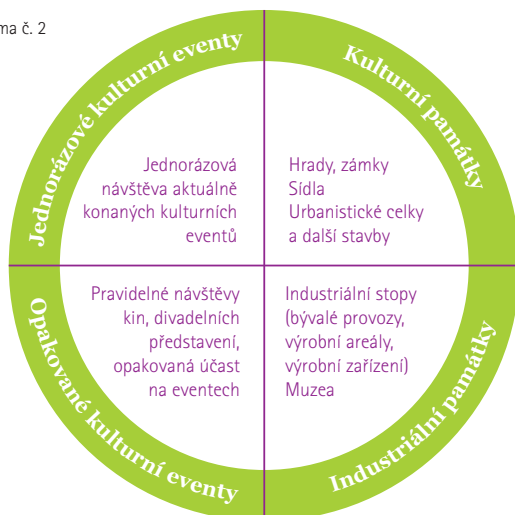 ma č. 2
Jednorázové kulturní eventy
Kulturní památky
Jednorázová
návštěva aktuálně
konaných kulturních
eventů
Hrady, zámky
Sídla
Urbanistické celky
a další stavby
Pravidelné návštěvy
kin, divadelních
představení,
opakovaná účast
na eventech
Industriální stopy
(bývalé provozy,
výrobní areály,
výrobní zařízení)
Muzea
Opakované kulturní eventy
Industriální památky